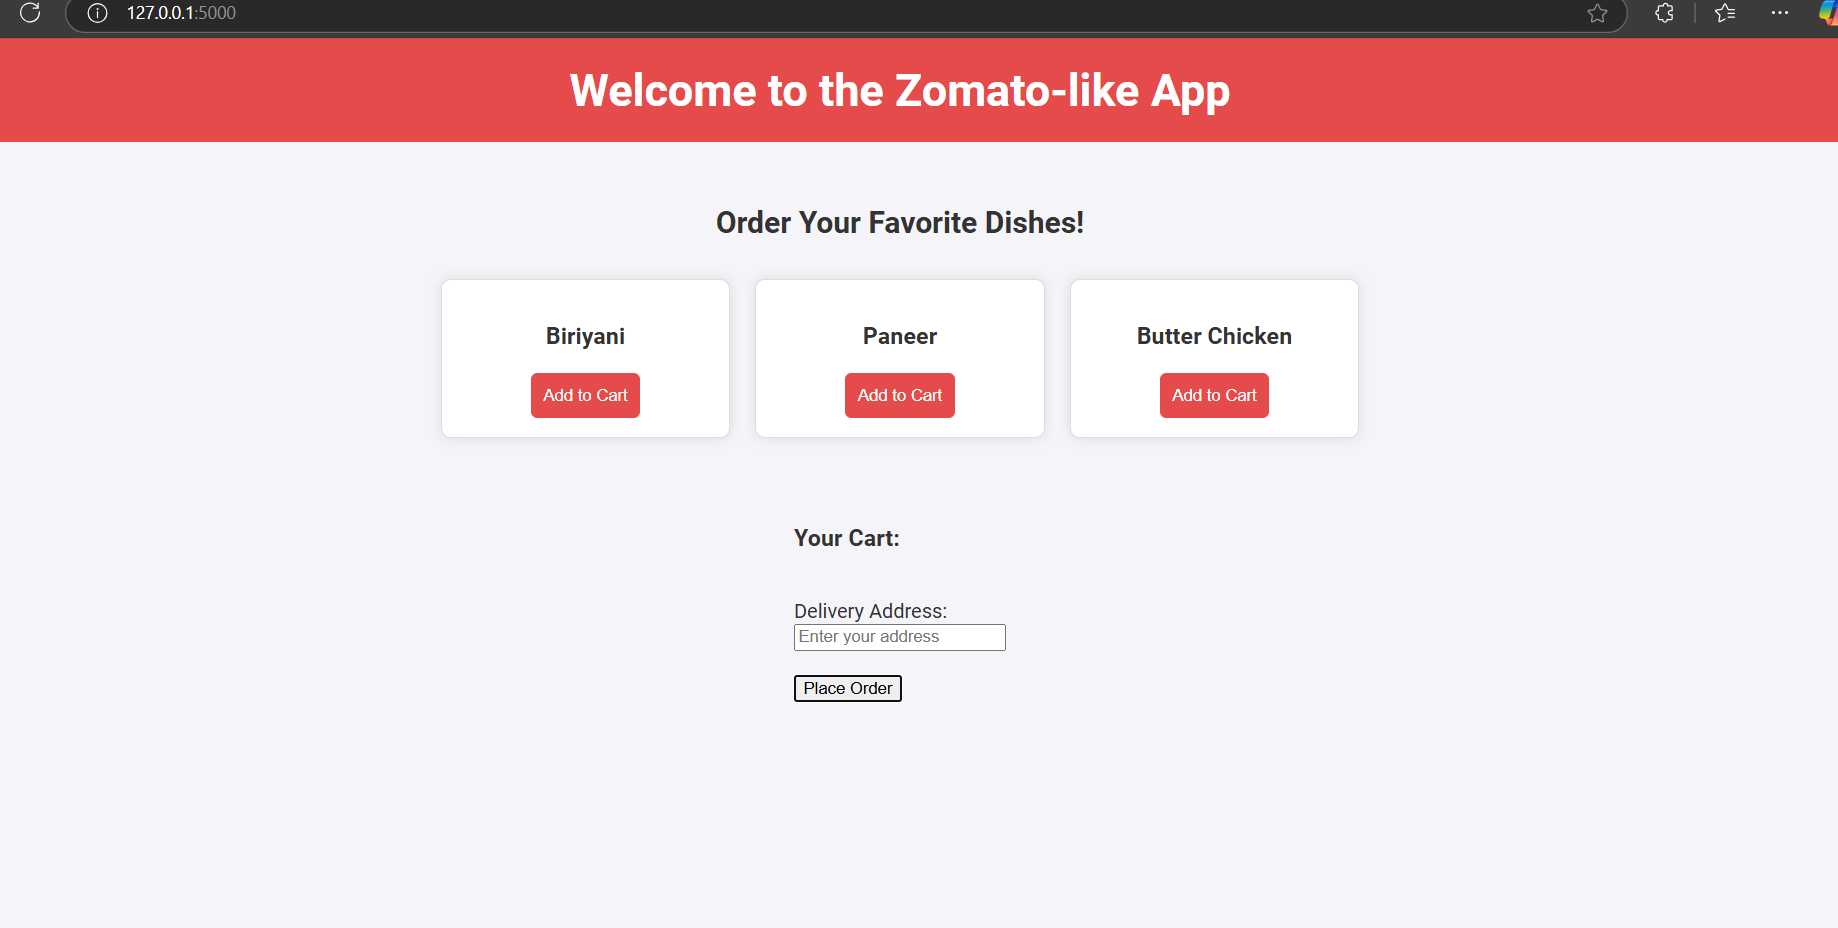 127.0.0.1:5000
Welcome to the Zomato-like App
Order Your Favorite Dishes!
Biriyani
Paneer
Butter Chicken
Add to Cart
Add to Cart
Add to Cart
Your Cart:
Delivery Address:
Enter your address
Place Order